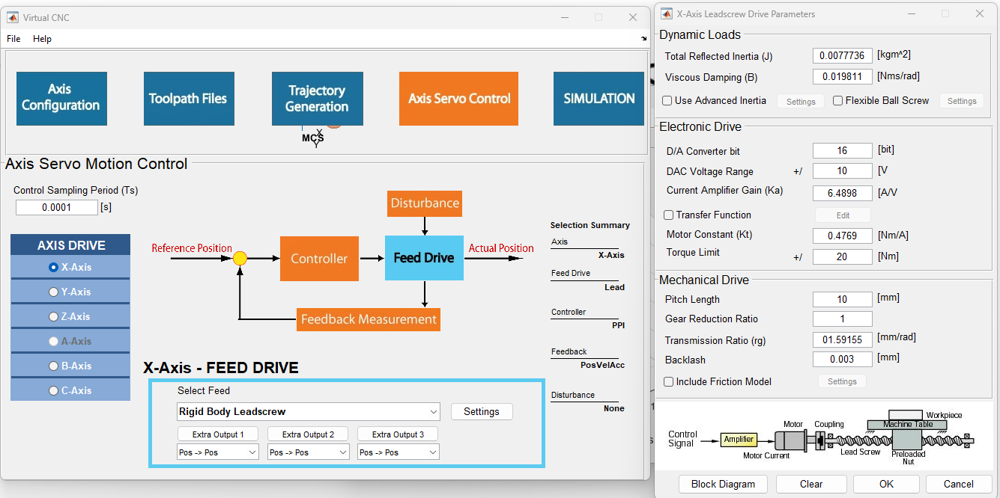 Virtual CNC
File Help
Axis Configuration
Toolpath Files
Trajectory Generation
Axis Servo Control
SIMULATION
X
MCS
Y
Axis Servo Motion Control
Control Sampling Period (Ts)
0.0001 [s]
AXIS DRIVE
X-Axis
Y-Axis
Z-Axis
A-Axis
B-Axis
C-Axis
Disturbance
Reference Position
Controller
Feed Drive
Actual Position
Feedback Measurement
Selection Summary
Axis
X-Axis
Feed Drive
Lead
Controller
PPI
Feedback
PosVelAcc
Disturbance
None
X-Axis - FEED DRIVE
Select Feed
Rigid Body Leadscrew Settings
Extra Output 1 Extra Output 2 Extra Output 3
Pos -> Pos Pos -> Pos Pos -> Pos
X-Axis Leadscrew Drive Parameters
Dynamic Loads
Total Reflected Inertia (J) 0.0077736 [kgm^2]
Viscous Damping (B) 0.019811 [Nms/rad]
Use Advanced Inertia Settings Flexible Ball Screw Settings
Electronic Drive
D/A Converter bit 16 [bit]
DAC Voltage Range +/ 10 [V
Current Amplifier Gain (Ka) 6.4898 [A/V
Transfer Function Edit
Motor Constant (Kt) 0.4769 [Nm/A]
Torque Limit +/ 20 [Nm]
Mechanical Drive
Pitch Length 10 [mm]
Gear Reduction Ratio 1
Transmission Ratio (rg) 01.59155 [mm/rad]
Backlash 0.003 [mm]
Include Friction Model Settings
Control Signal
Amplifier
Motor Current
Motor
Coupling
Lead Screw
Machine Table
Workpiece
Preloaded Nut
Block Diagram Clear OK Cancel